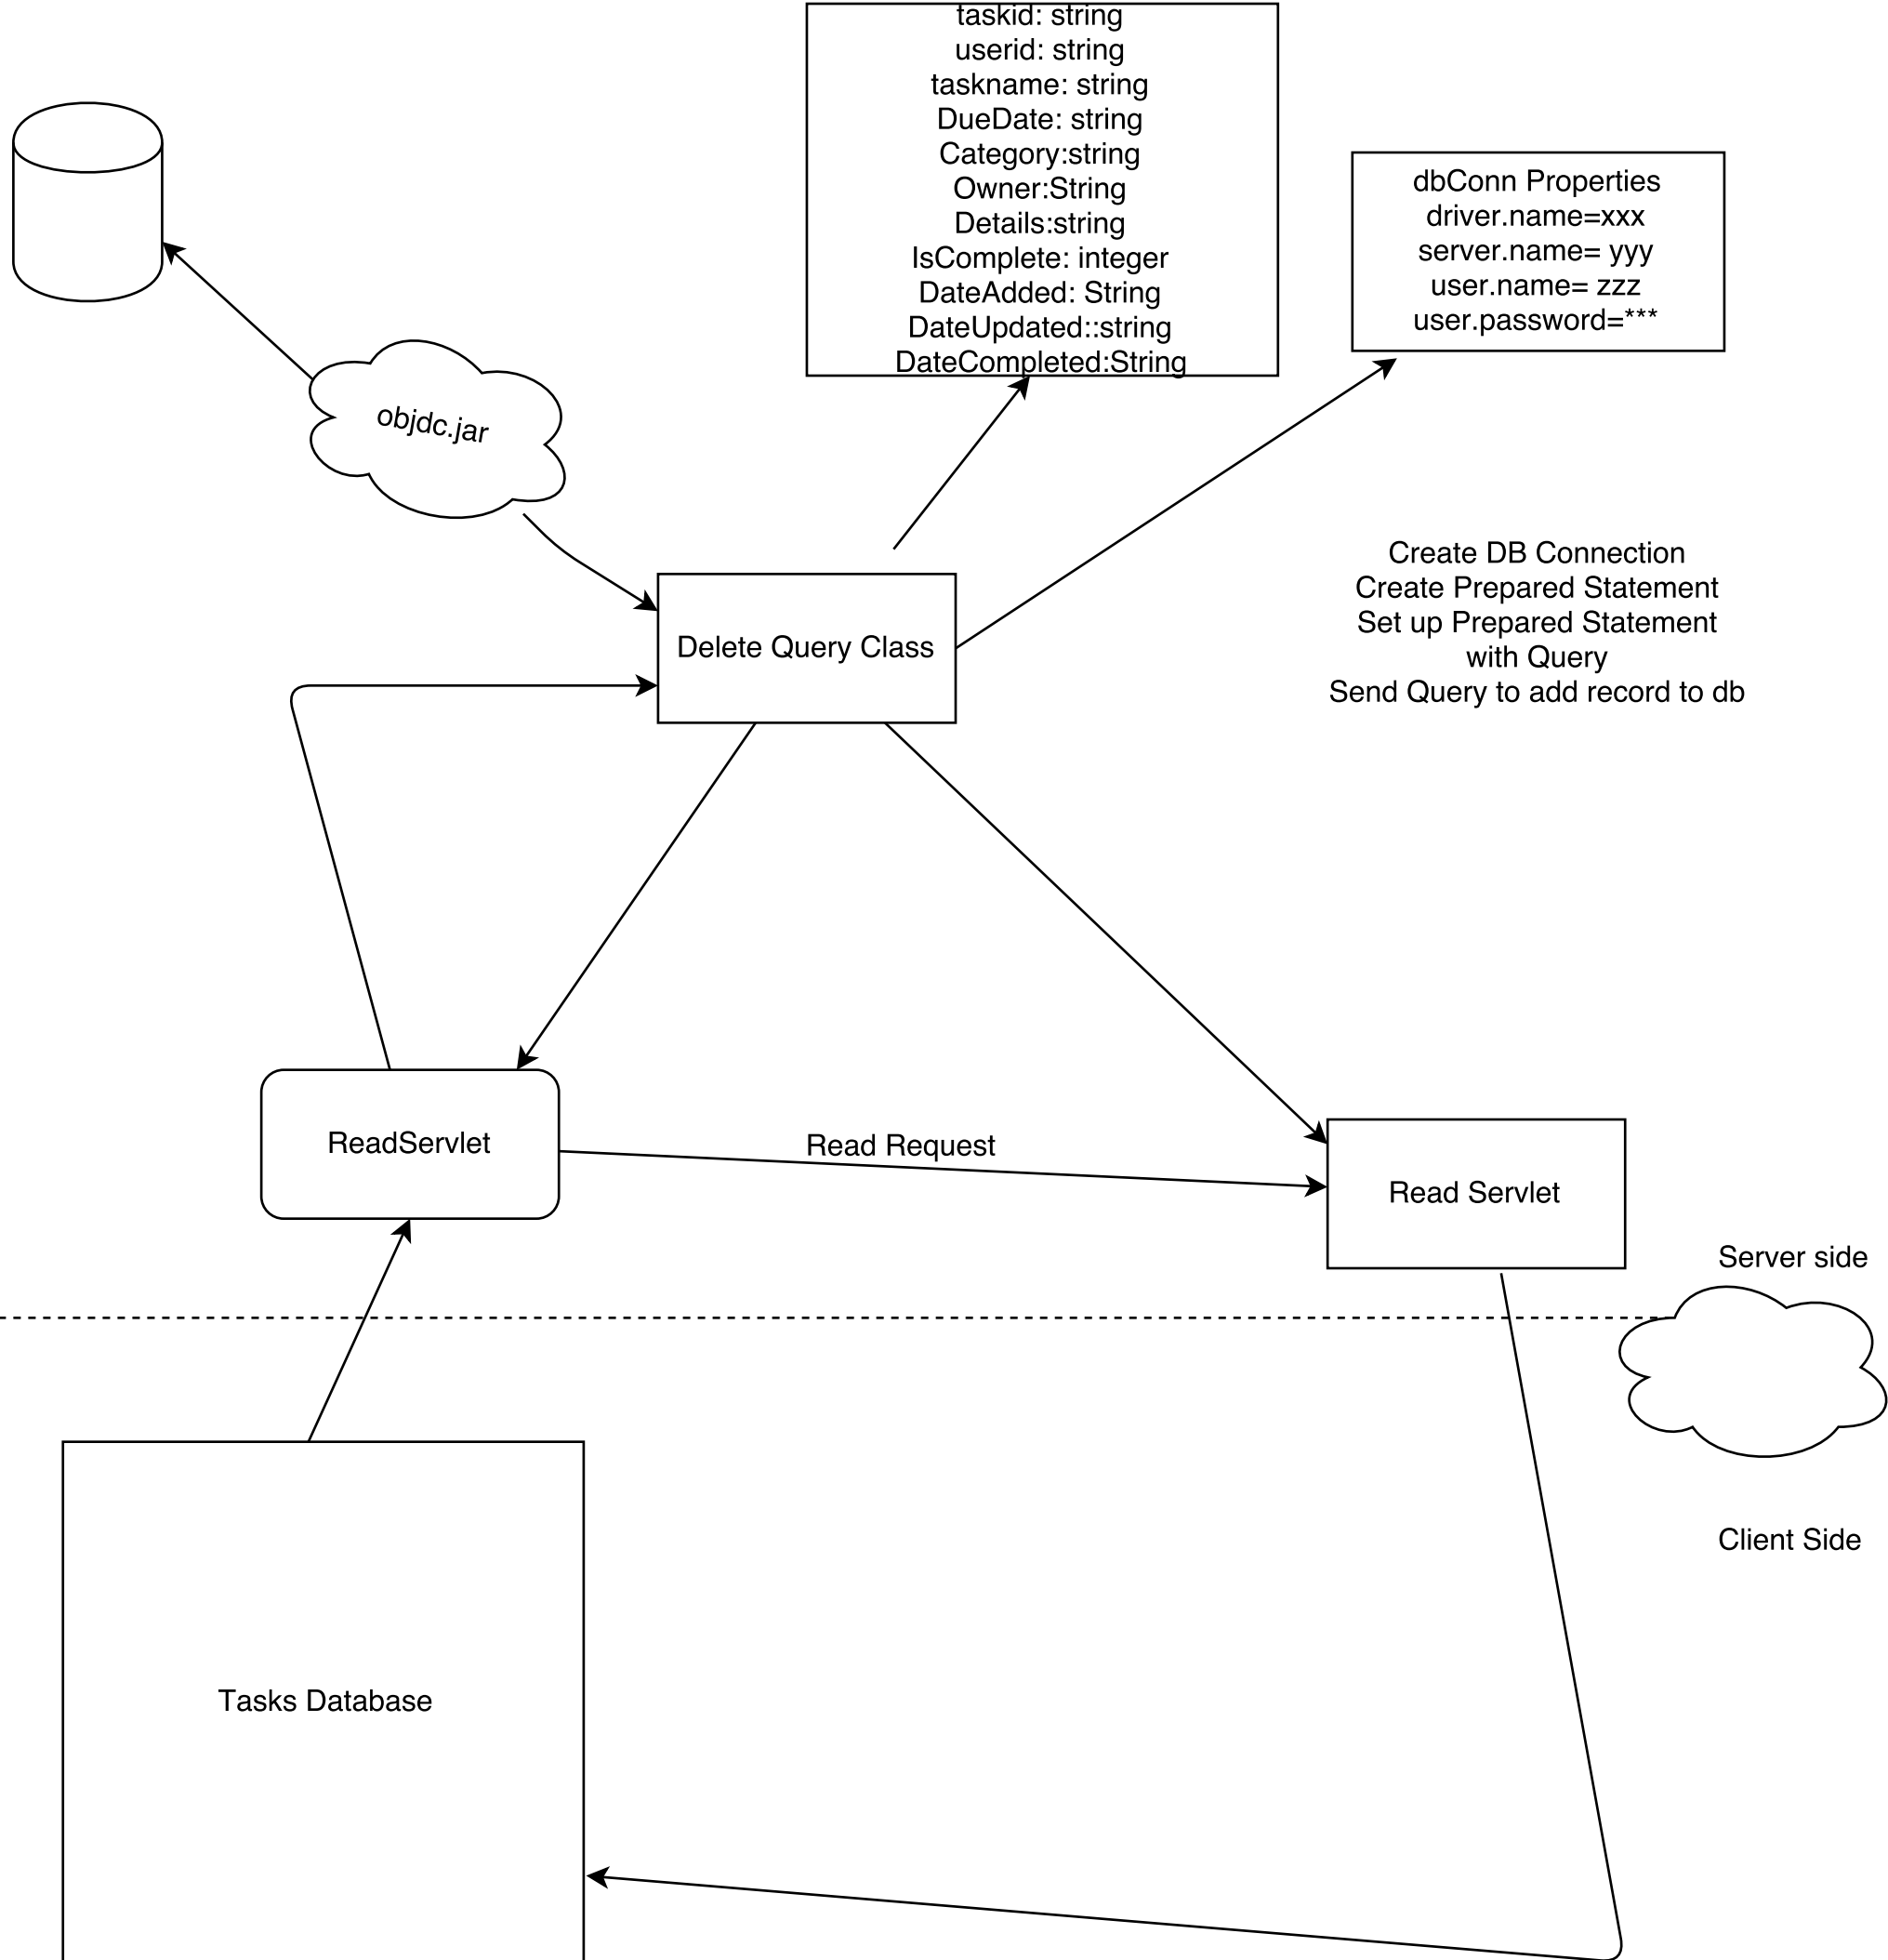 taskid: string
userid: string
taskname: string
DueDate: string
Category:string
Owner:String
Details:string
IsComplete: integer
DateAdded: String
DateUpdated::string
DateCompleted:String
dbConn Properties
driver.name=xxx
server.name= yyy
user.name= zzz
user.password=***
objdc.jar
Create DB Connection
Create Prepared Statement
Set up Prepared Statement
with Query
Send Query to add record to db
Delete Query Class
ReadServlet
Read Request
Read Servlet
Server side
Client Side
Tasks Database